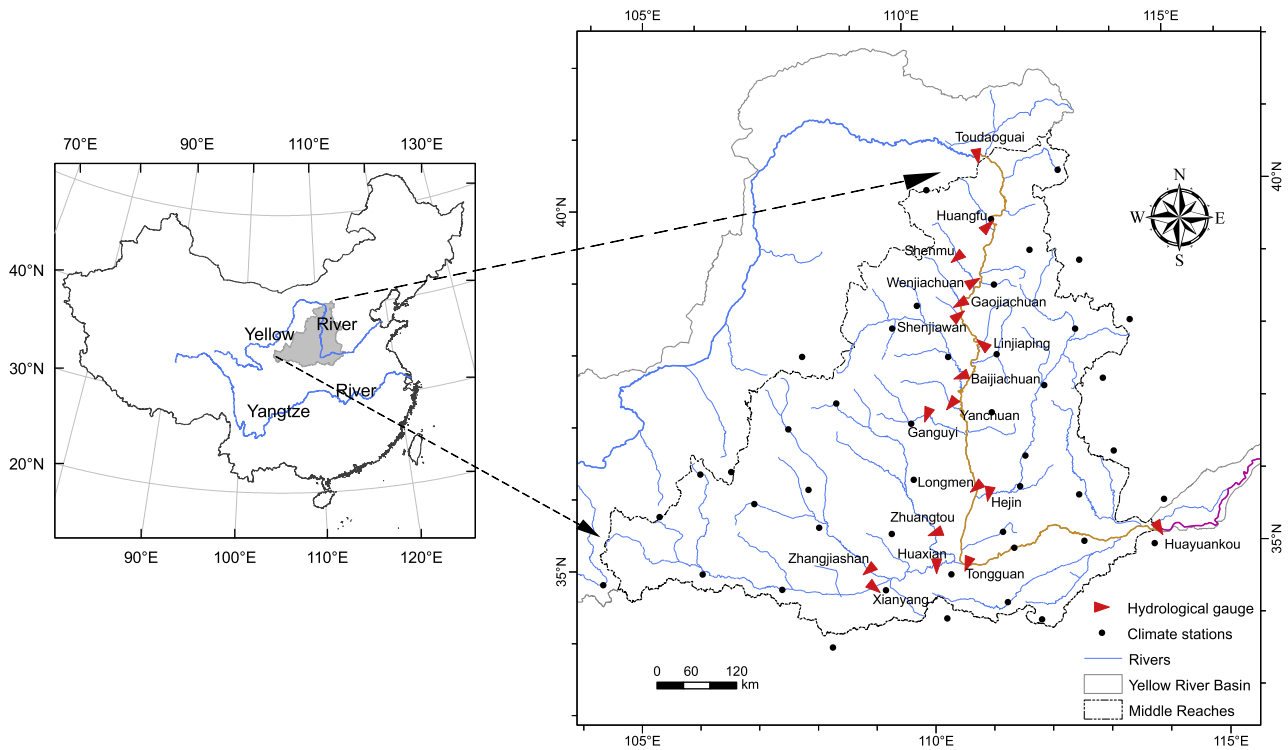 105°E
110°E
115°E
70°E
90°E
110°E
130°E
40°N
30°N
20°N
90°E
100°E
110°E
120°E
Yellow
River
River
Yangtze
40°N
35°N
40°N
35°N
N
W
E
S
Toudaoguai
Huangfu
Shenmu
Wenjiachuan
Gaojiachuan
Shenjiawan
Linjiaping
Baijiachuan
Yanchuan
Ganguyi
Longmen
Hejin
Zhuangtou
Huayuankou
Zhangjiashan
Huaxian
Tongguan
Xianyang
Hydrological gauge
Climate stations
Rivers
Yellow River Basin
Middle Reaches
0 60 120
km
105°E
110°E
115°E